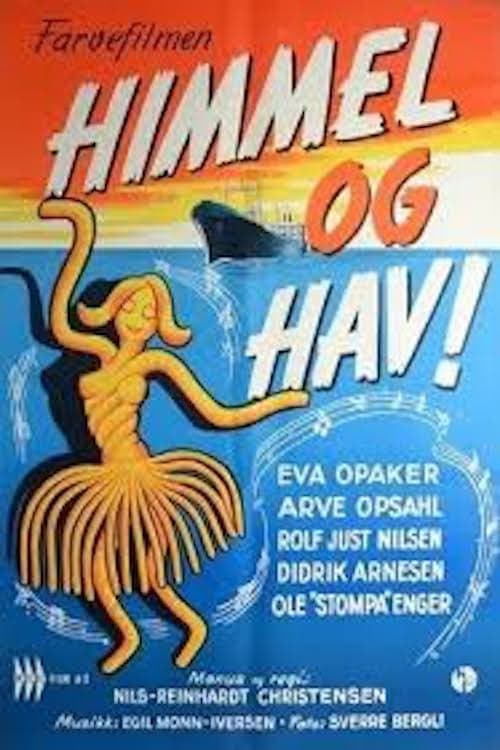 Farvefilmen
HIMMEL
OG
HAV!
EVA OPAKER
ARVE OPSAHL
ROLF JUST NILSEN
DIDRIK ARNESEN
OLE "STOMPA" ENGER
Manus og regi:
NILS-REINHARDT CHRISTENSEN
Musikk: EGIL MONN-IVERSEN • Foto: SVERRE BERGLI